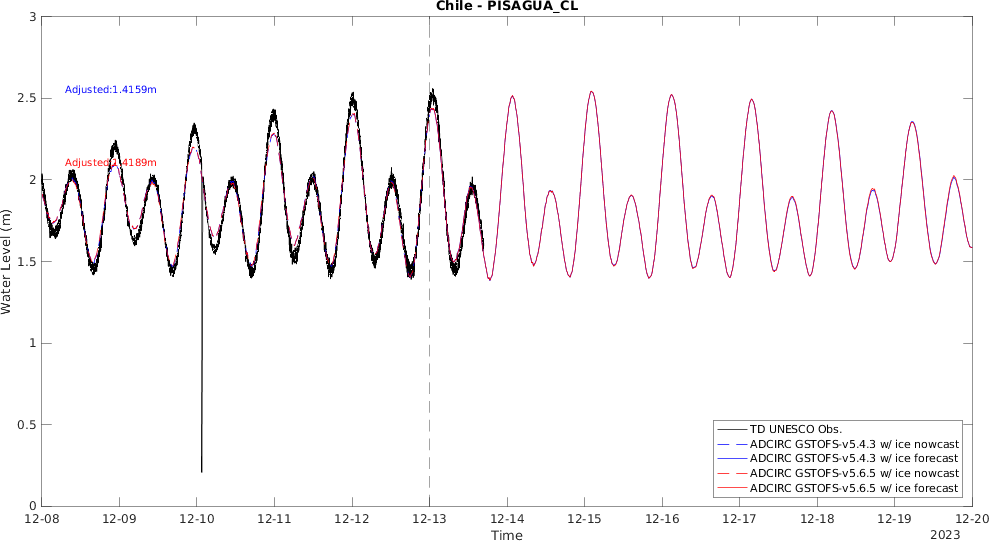 Chile - PISAGUA_CL
3
2.5
2
1.5
1
0.5
0
Water Level (m)
Adjusted:1.4159m
Adjusted:1.4189m
TD UNESCO Obs.
ADCIRC GSTOFS-v5.4.3 w/ ice nowcast
ADCIRC GSTOFS-v5.4.3 w/ ice forecast
ADCIRC GSTOFS-v5.6.5 w/ ice nowcast
ADCIRC GSTOFS-v5.6.5 w/ ice forecast
12-08 12-09 12-10 12-11 12-12 12-13 12-14 12-15 12-16 12-17 12-18 12-19 12-20
Time
2023